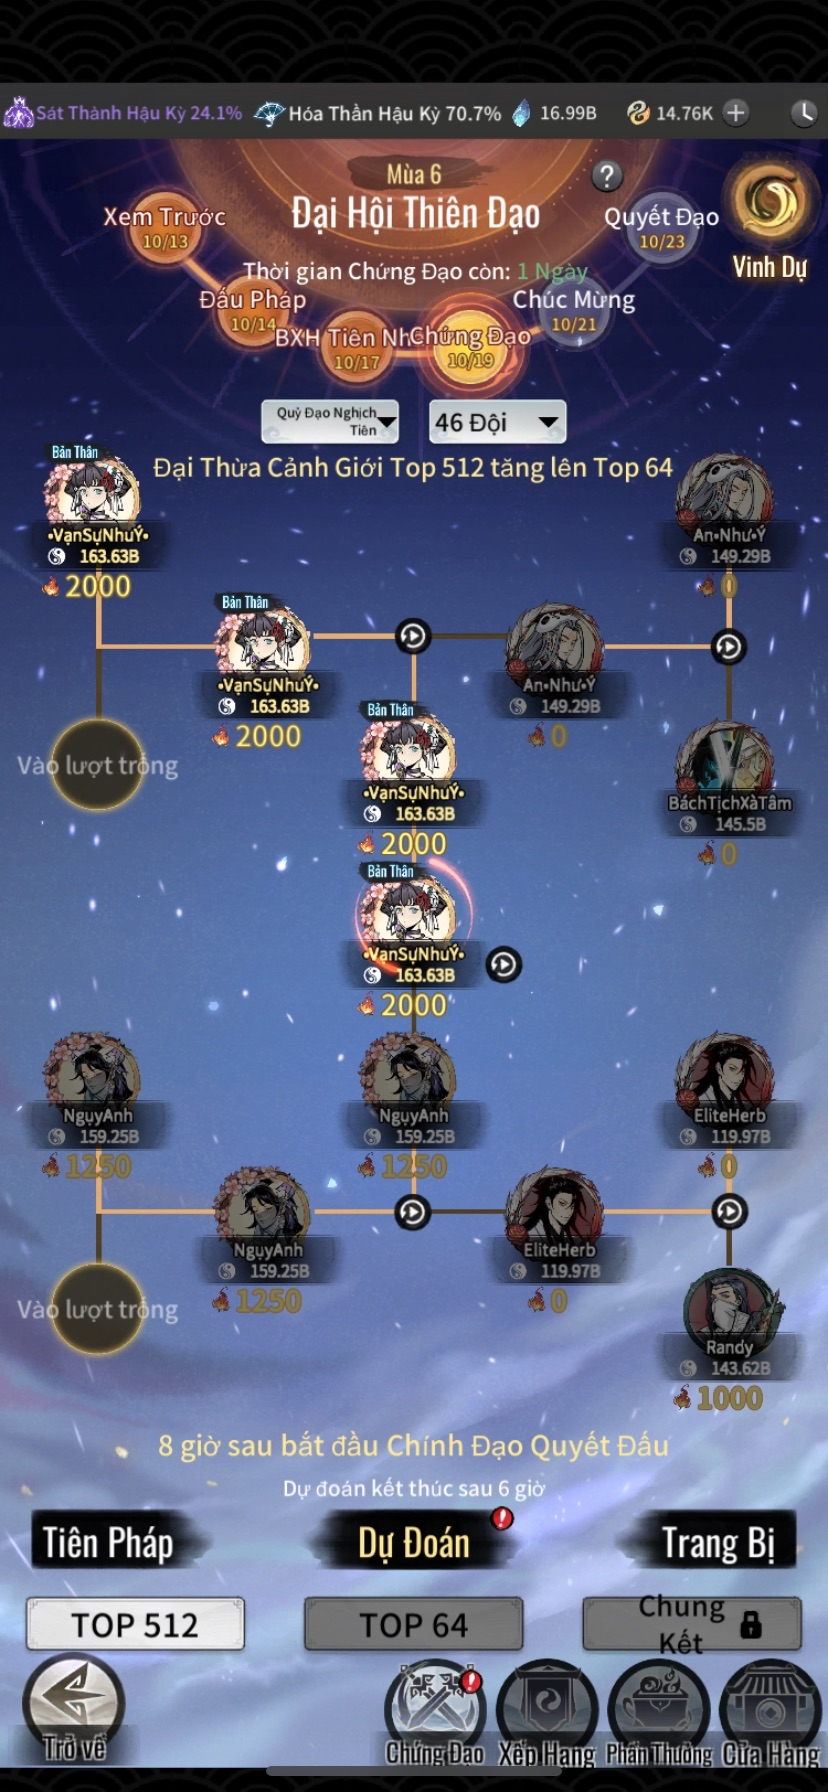 Sát Thành Hậu Kỳ 24.1% Hóa Thần Hậu Kỳ 70.7% 16.99B 14.76K
Mùa 6
Đại Hội Thiên Đạo
?
Xem Trước
10/13
Quyết Đạo
10/23
Vinh Dự
Thời gian Chứng Đạo còn: 1 Ngày
Đấu Pháp
10/14
Chúc Mừng
10/21
BXH Tiên Nh
10/17
Chứng Đạo
10/19
Quỷ Đạo Nghịch
Tiên
46 Đội
Đại Thừa Cảnh Giới Top 512 tăng lên Top 64
Bản Thân
•VạnSựNhuÝ•
163.63B
2000
An•Như•Ý
149.29B
0
Bản Thân
•VạnSựNhuÝ•
163.63B
2000
An•Như•Ý
149.29B
0
Bản Thân
•VạnSựNhuÝ•
163.63B
2000
Vào lượt trống
BáchTịchXàTâm
145.5B
0
Bản Thân
•VạnSựNhuÝ•
163.63B
2000
NgụyAnh
159.25B
1250
NgụyAnh
159.25B
1250
EliteHerb
119.97B
0
NgụyAnh
159.25B
1250
EliteHerb
119.97B
0
Vào lượt trống
Randy
143.62B
1000
8 giờ sau bắt đầu Chính Đạo Quyết Đấu
Dự đoán kết thúc sau 6 giờ
Tiên Pháp
Dự Đoán
Trang Bị
TOP 512
TOP 64
Chung
Kết
Trở về
Chứng Đạo
Xếp Hạng
Phần Thưởng
Cửa Hàng